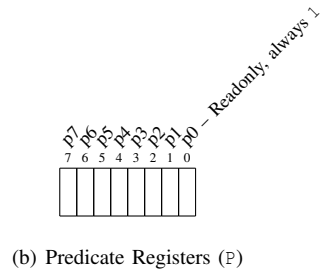 p7 p6 p5 p4 p3 p2 p1 p0 – Readonly, always 1
7 6 5 4 3 2 1 0
(b) Predicate Registers (P)